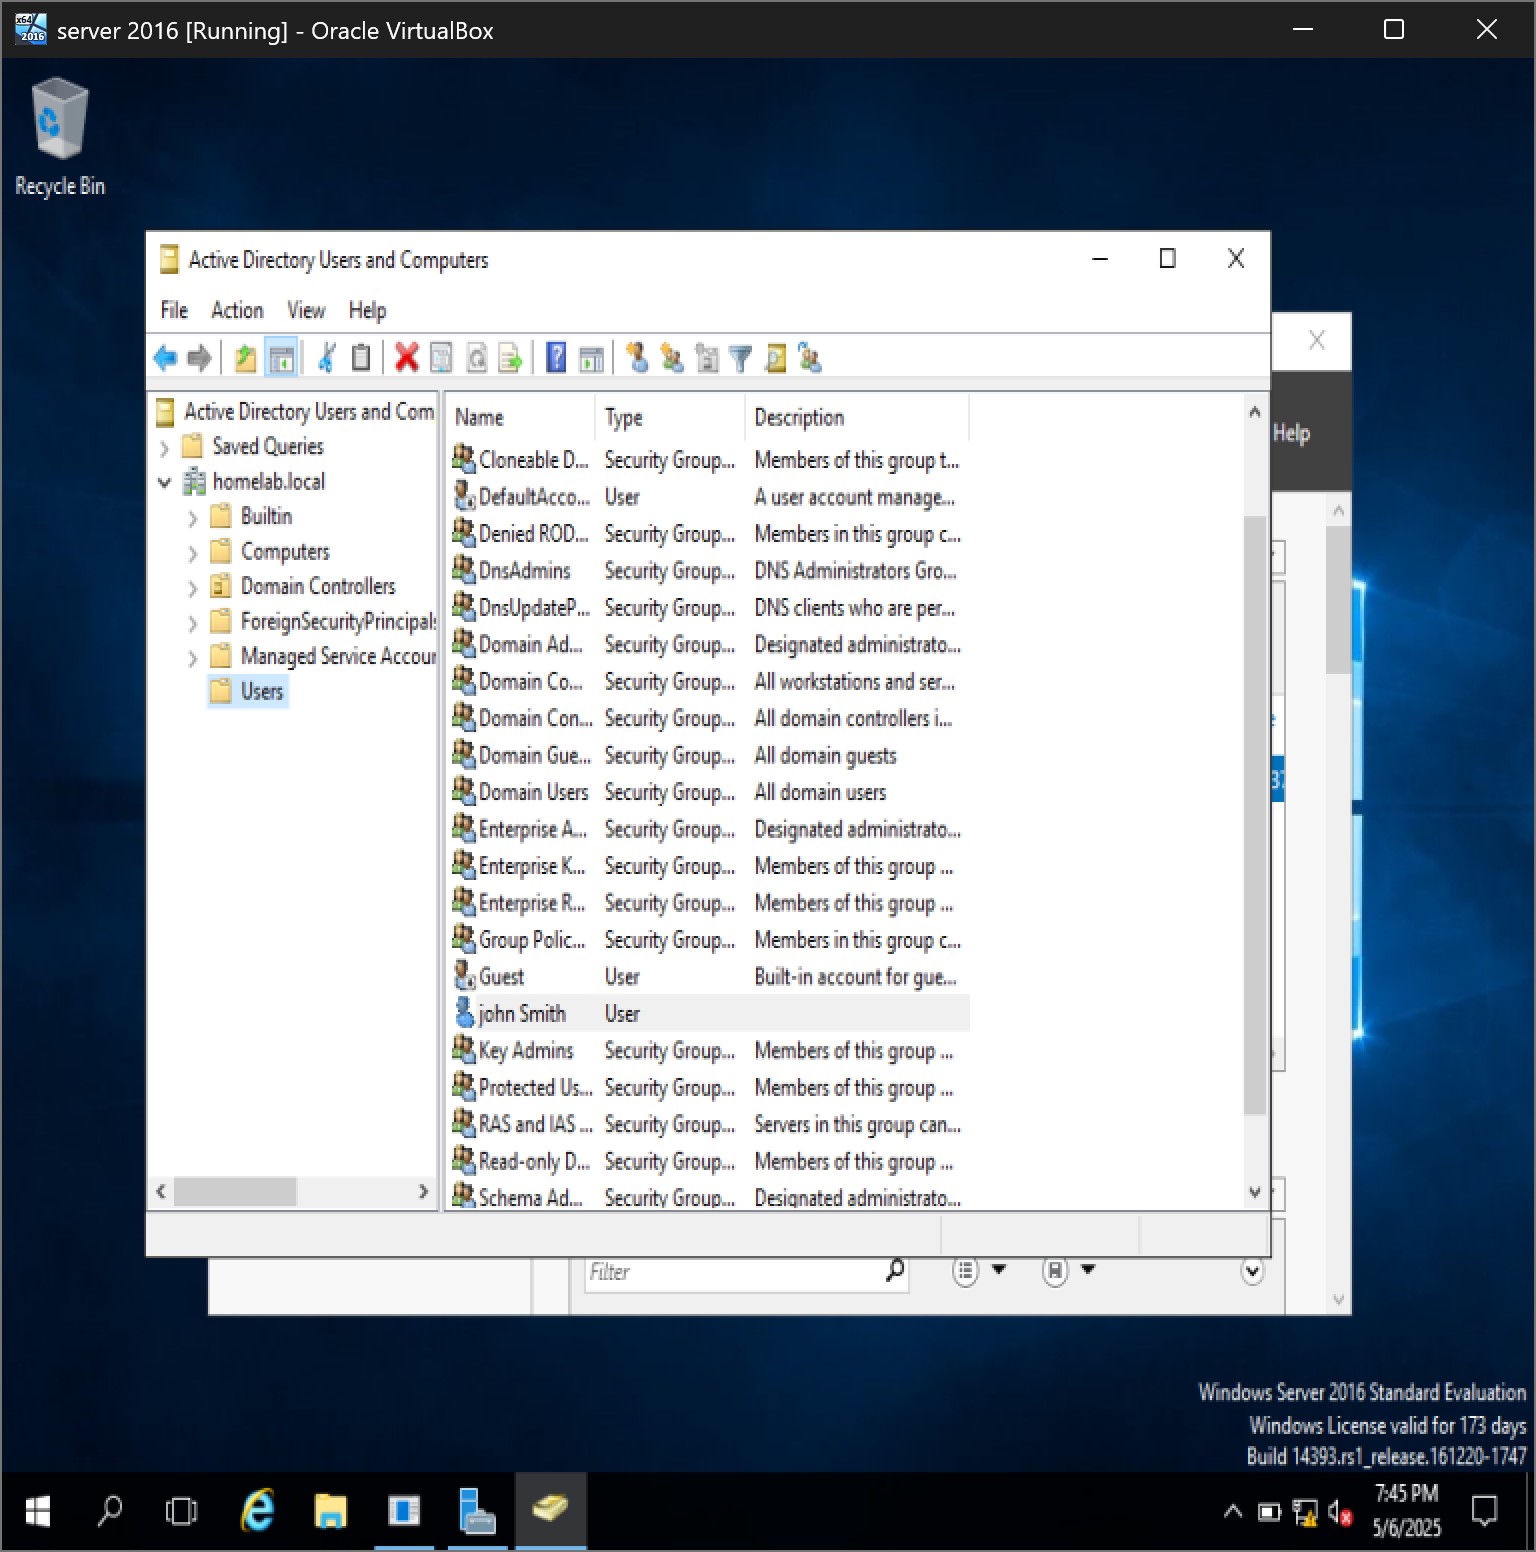 server 2016 [Running] - Oracle VirtualBox
Recycle Bin
Active Directory Users and Computers
File Action View Help
Help
Active Directory Users and Com
Saved Queries
homelab.local
Builtin
Computers
Domain Controllers
ForeignSecurityPrincipals
Managed Service Accour
Users
Name Type Description
Cloneable D... Security Group... Members of this group t...
DefaultAcco... User A user account manage...
Denied ROD... Security Group... Members in this group c...
DnsAdmins Security Group... DNS Administrators Gro...
DnsUpdateP... Security Group... DNS clients who are per...
Domain Ad... Security Group... Designated administrato...
Domain Co... Security Group... All workstations and ser...
Domain Con... Security Group... All domain controllers i...
Domain Gue... Security Group... All domain guests
Domain Users Security Group... All domain users
Enterprise A... Security Group... Designated administrato...
Enterprise K... Security Group... Members of this group ...
Enterprise R... Security Group... Members of this group ...
Group Polic... Security Group... Members in this group c...
Guest User Built-in account for gue...
john Smith User
Key Admins Security Group... Members of this group ...
Protected Us... Security Group... Members of this group ...
RAS and IAS ... Security Group... Servers in this group can...
Read-only D... Security Group... Members of this group ...
Schema Ad... Security Group... Designated administrato...
Filter
Windows Server 2016 Standard Evaluation
Windows License valid for 173 days
Build 14393.rs1_release.161220-1747
7:45 PM
5/6/2025